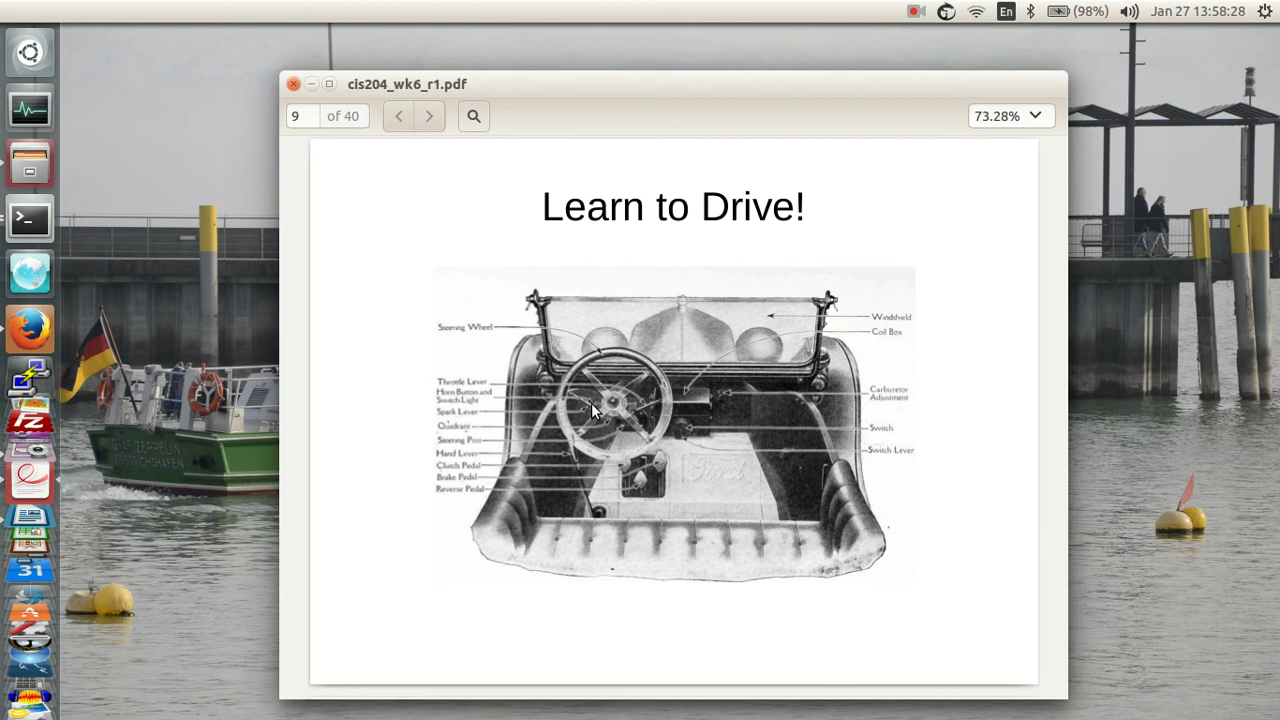 En
(98%)
Jan 27 13:58:28
cis204_wk6_r1.pdf
9 of 40
73.28%
Learn to Drive!
Steering Wheel
Throttle Lever
Horn Button and
Switch Light
Spark Lever
Quadrant
Steering Post
Hand Lever
Clutch Pedal
Brake Pedal
Reverse Pedal
Windshield
Coil Box
Carburetor
Adjustment
Switch
Switch Lever
GRAF ZEPPELIN
FRIEDRICHSHAFEN
31